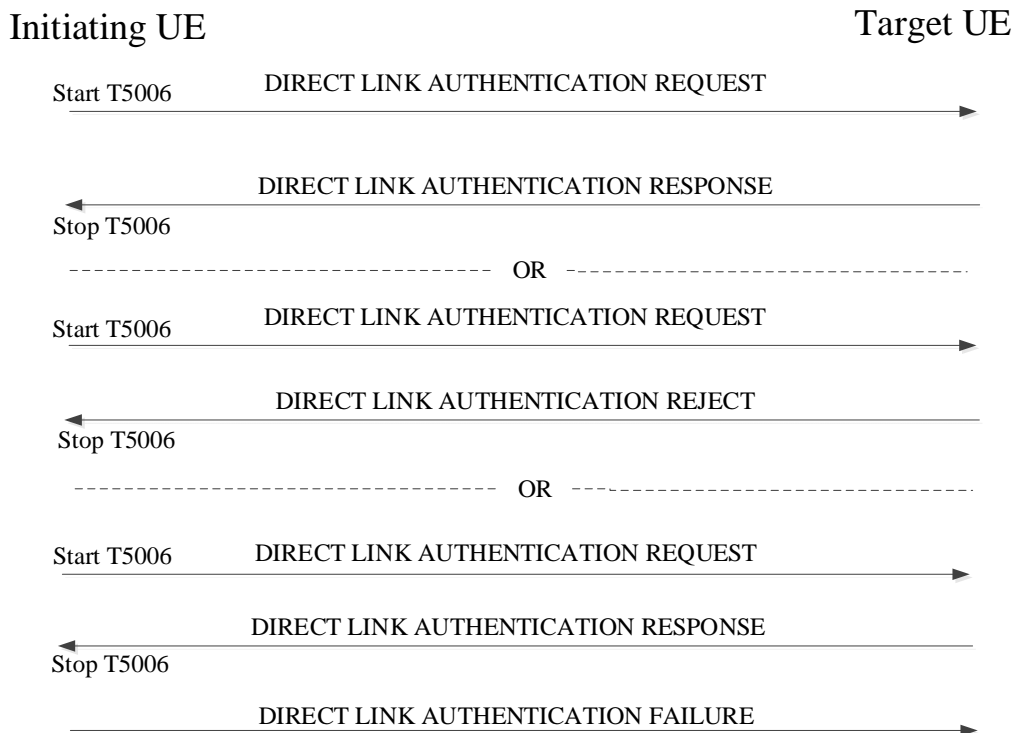 Initiating UE
Target UE
Start T5006
DIRECT LINK AUTHENTICATION REQUEST
DIRECT LINK AUTHENTICATION RESPONSE
Stop T5006
OR
Start T5006
DIRECT LINK AUTHENTICATION REQUEST
DIRECT LINK AUTHENTICATION REJECT
Stop T5006
OR
Start T5006
DIRECT LINK AUTHENTICATION REQUEST
DIRECT LINK AUTHENTICATION RESPONSE
Stop T5006
DIRECT LINK AUTHENTICATION FAILURE